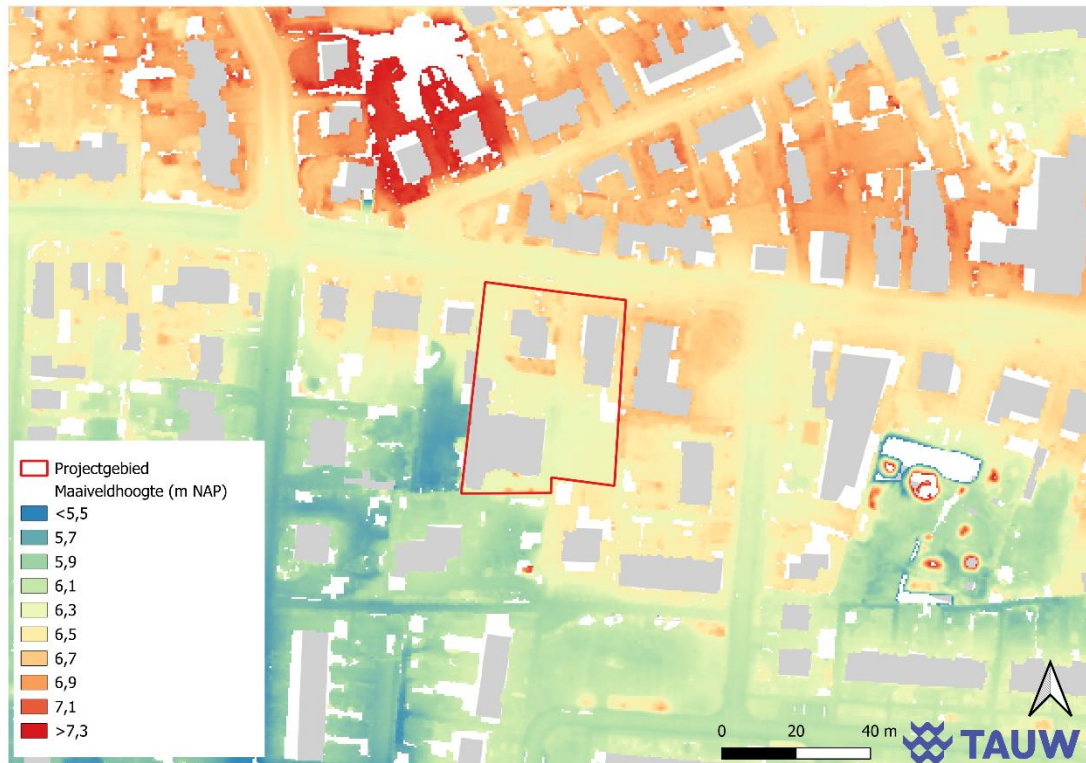 Projectgebied
Maaiveldhoogte (m NAP)
<5,5
5,7
5,9
6,1
6,3
6,5
6,7
6,9
7,1
>7,3
0 20 40 m
TAUW